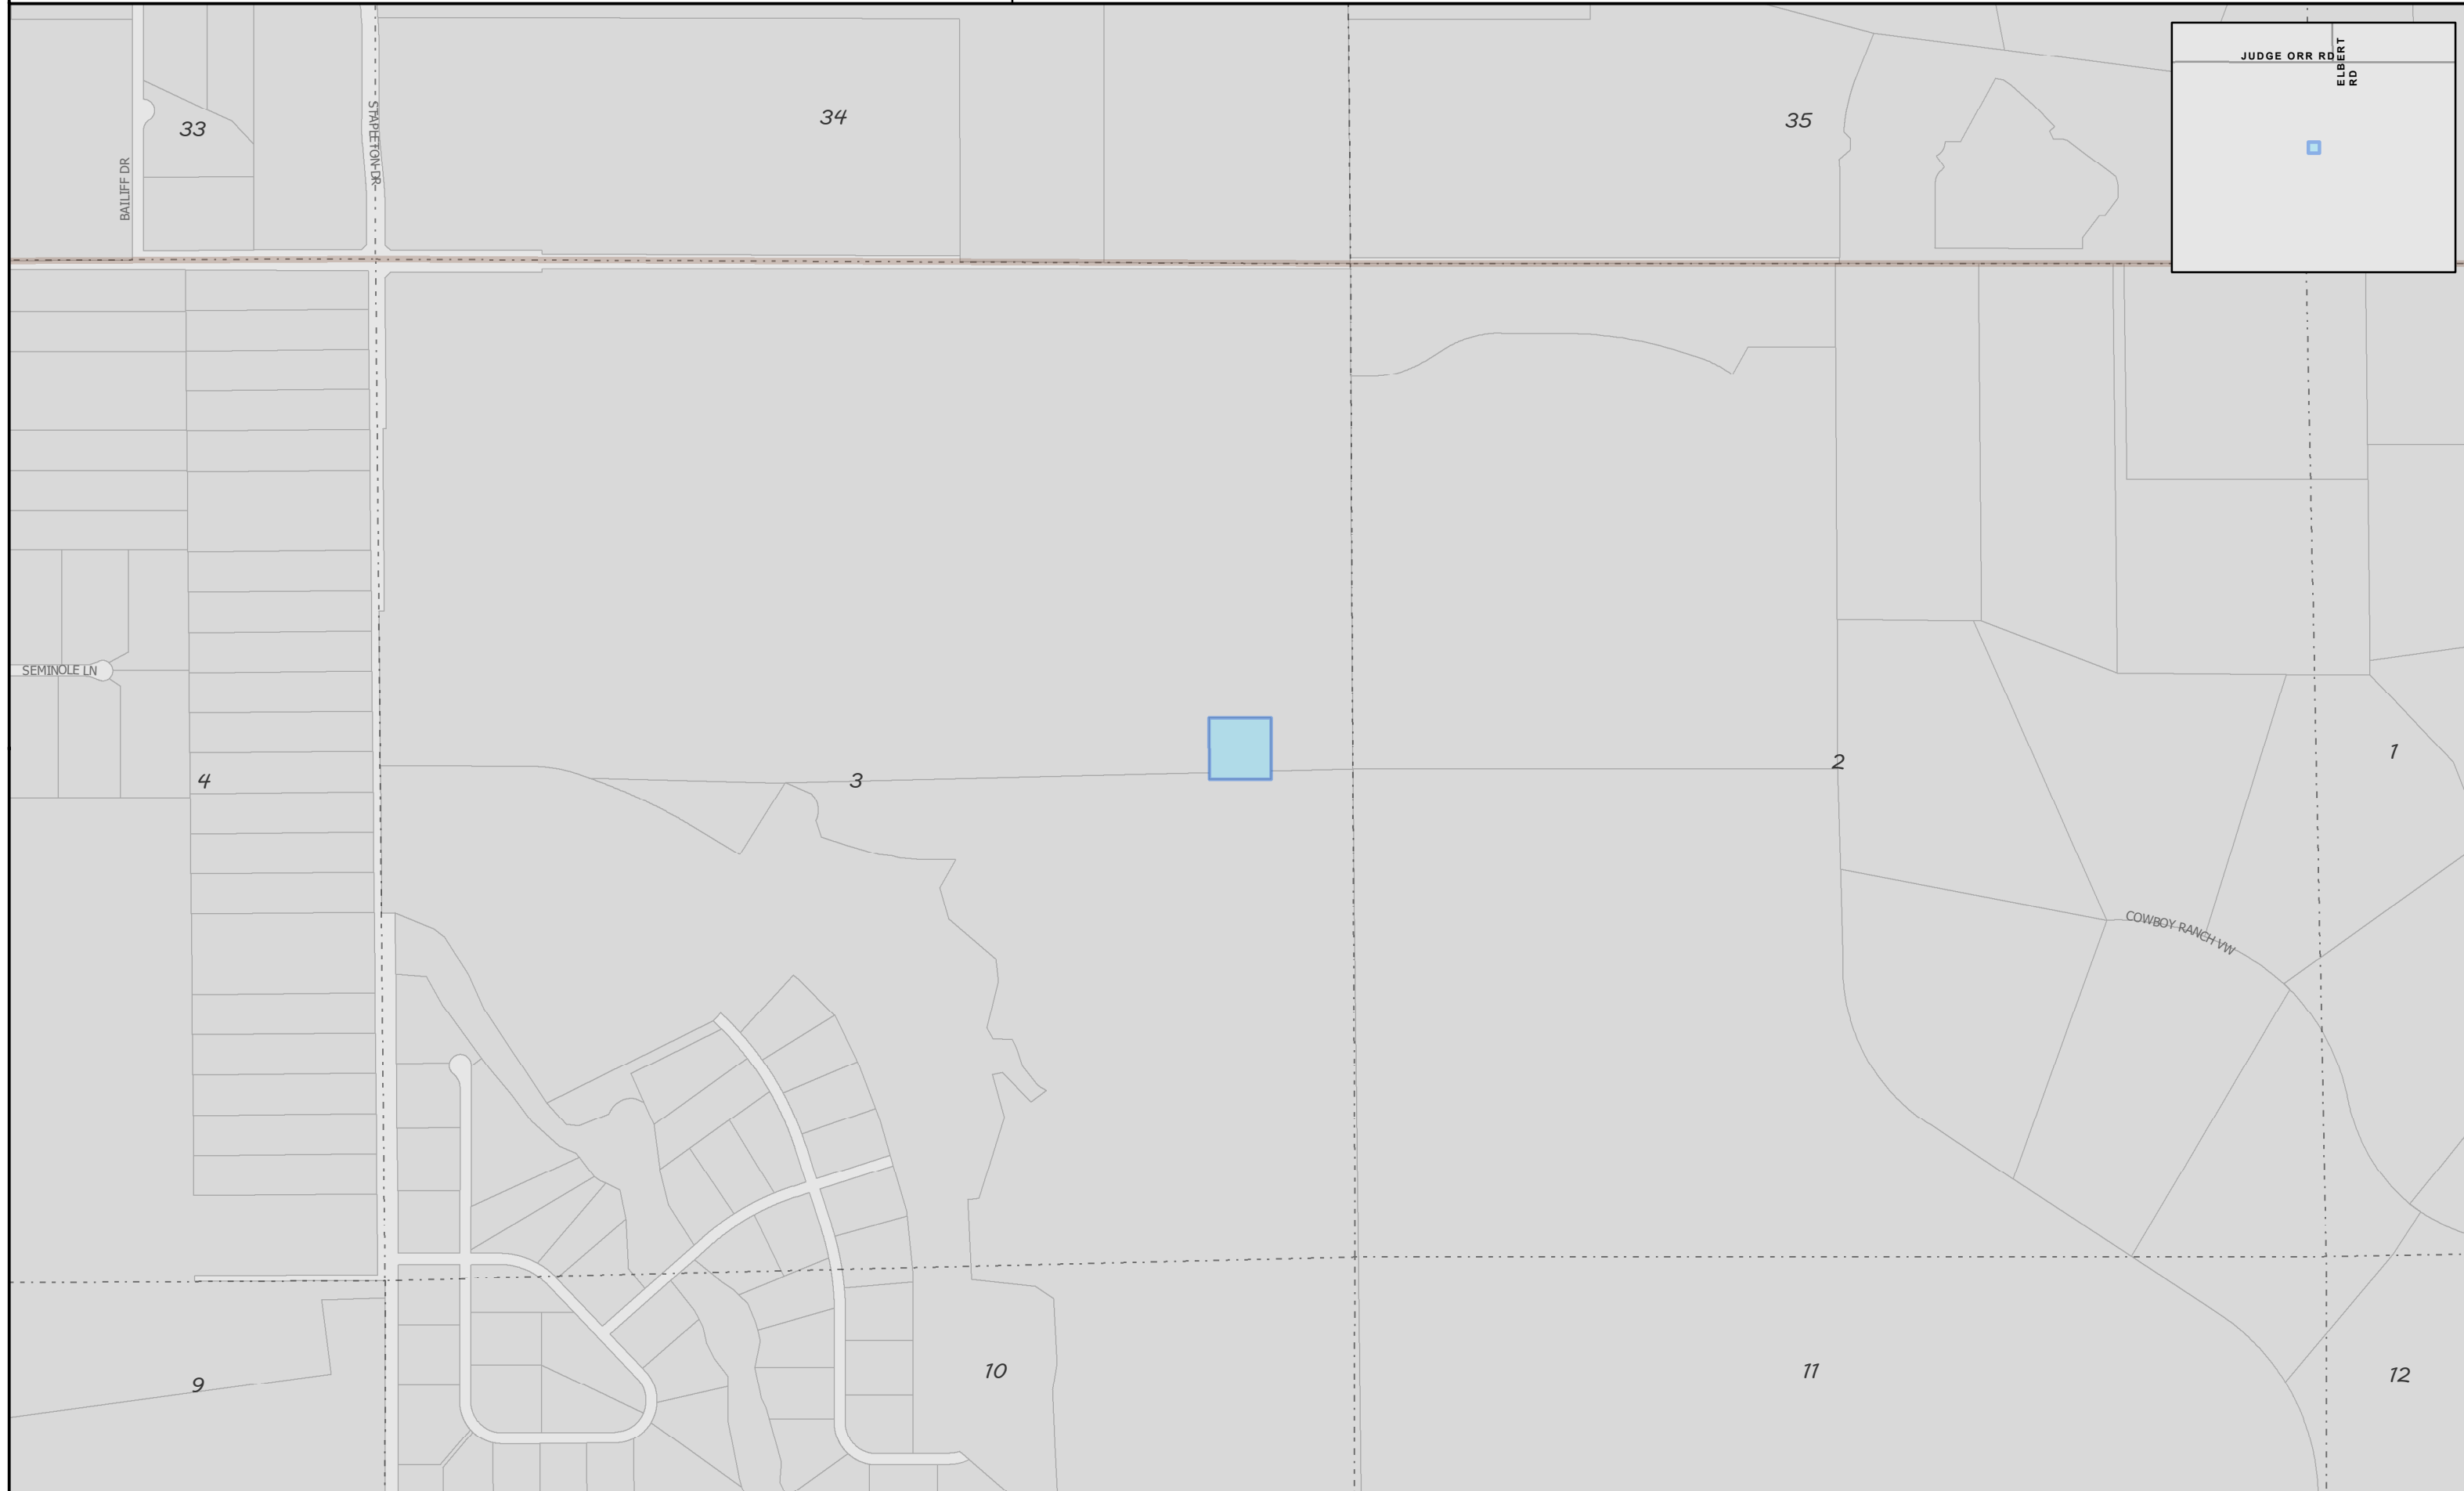 JUDGE ORR RD
ELBERT
RD
33
34
35
STAPLETON DR
BAILIFF DR
SEMINOLE LN
4
3
2
1
COWBOY RANCH VW
9
10
11
12